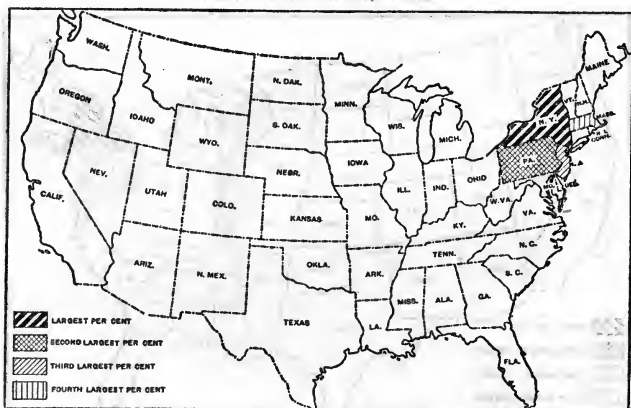 WASH.
MONT.
N. DAK.
MINN.
MAINE
VT.
N.H.
OREGON
IDAHO
S. DAK.
WIS.
MICH.
N. Y.
MASS.
R. I.
CONN.
WYO.
IOWA
PA.
NEV.
NEBR.
ILL.
IND.
OHIO
UTAH
COLO.
W. VA.
DEL.
CALIF.
KANSAS
MO.
KY.
VA.
ARIZ.
N. MEX.
OKLA.
ARK.
TENN.
N. C.
S. C.
TEXAS
LA.
MISS.
ALA.
GA.
FLA.
LARGEST PER CENT
SECOND LARGEST PER CENT
THIRD LARGEST PER CENT
FOURTH LARGEST PER CENT